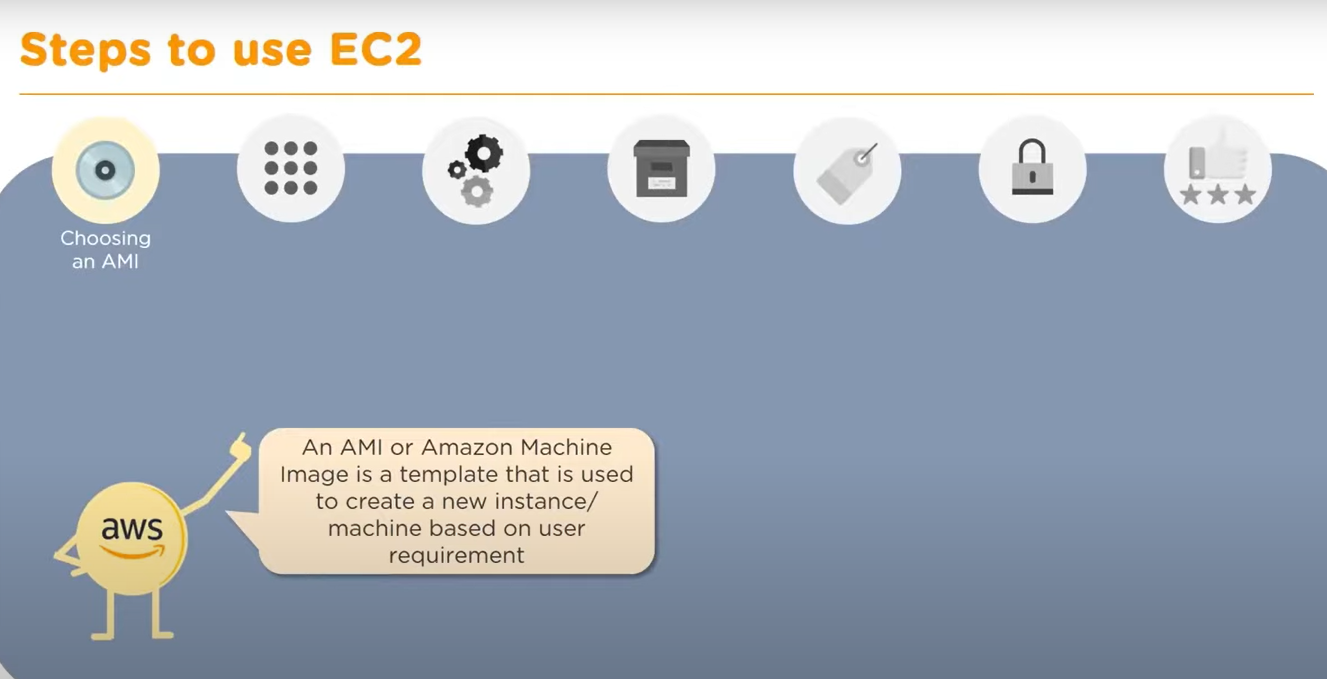 Steps to use EC2
Choosing
an AMI
An AMI or Amazon Machine
Image is a template that is used
to create a new instance/
machine based on user
requirement
aws